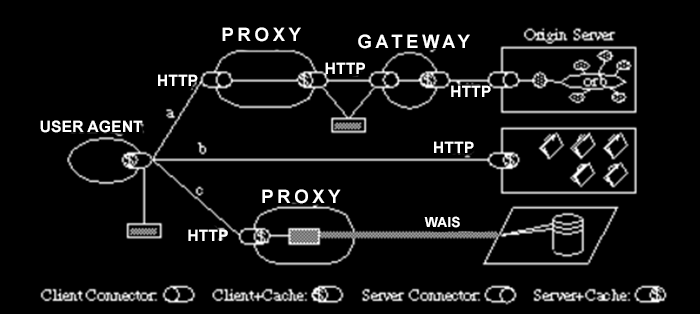 PROXY
GATEWAY
Origin Server
HTTP
HTTP
HTTP
orb
a
USER AGENT
b
HTTP
c
PROXY
HTTP
WAIS
Client Connector:
Client+Cache: $
Server Connector:
Server+Cache: $